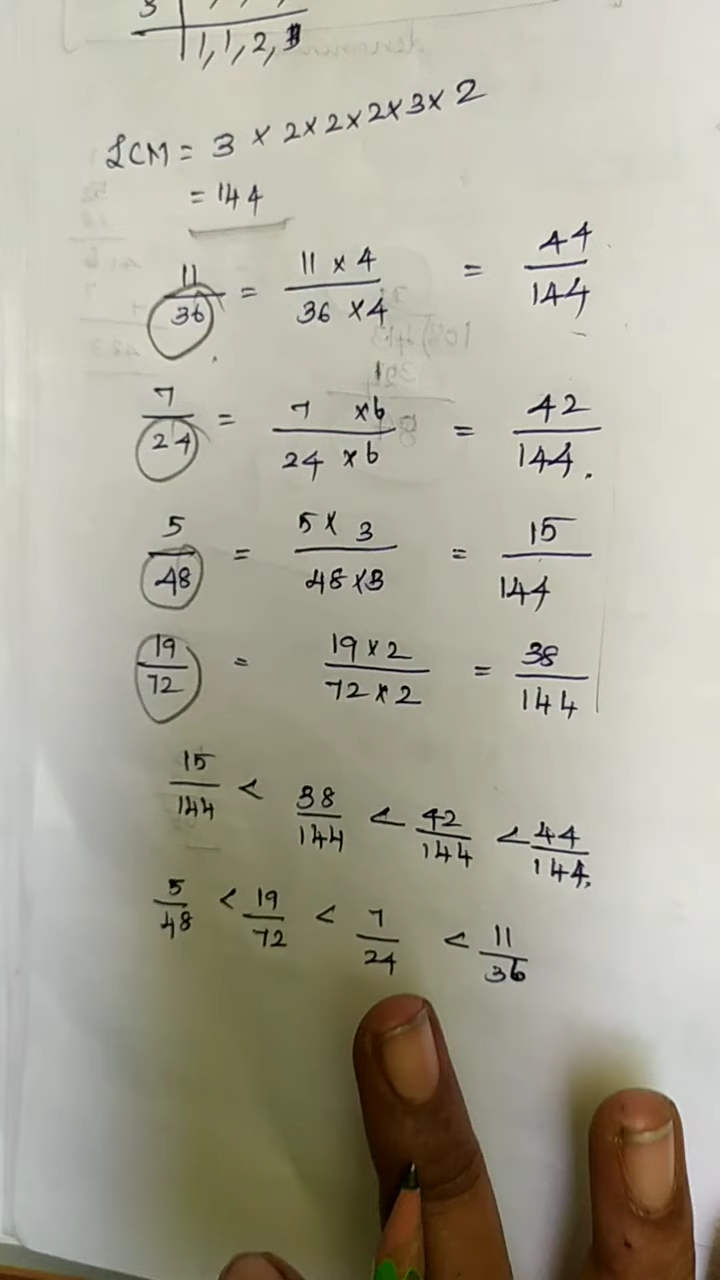 3
1, 1, 2, 1
LCM = 3 × 2 × 2 × 2 × 3 × 2
= 144
11/36 = 11 × 4 / 36 × 4 = 44/144
7/24 = 7 × 6 / 24 × 6 = 42/144.
5/48 = 5 × 3 / 48 × 3 = 15/144
19/72 = 19 × 2 / 72 × 2 = 38/144
15/144 < 38/144 < 42/144 < 44/144.
5/48 < 19/72 < 7/24 < 11/36